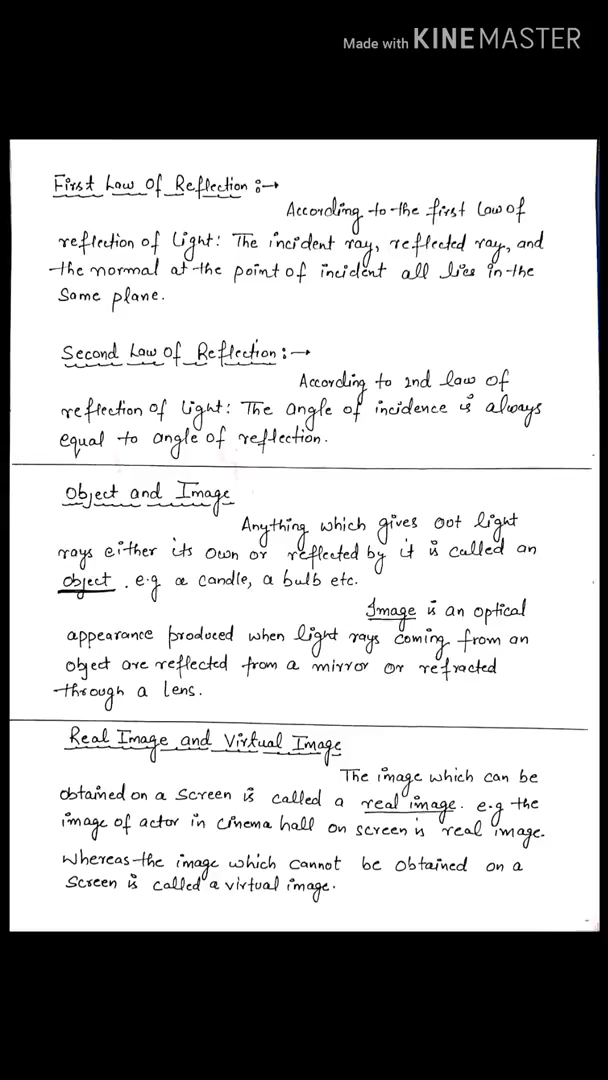 Made with KINEMASTER
First Law Of Reflection :→
According to the first law of
reflection of light: The incident ray, reflected ray, and
the normal at the point of incident all lies in the
Same plane.
Second Law Of Reflection :→
According to 2nd law of
reflection of light: The angle of incidence is always
equal to angle of reflection.
Object and Image
Anything which gives out light
rays either its own or reflected by it is called an
object. e.g a candle, a bulb etc.
Image is an optical
appearance produced when light rays coming from an
object are reflected from a mirror or refracted
through a lens.
Real Image and Virtual Image
The image which can be
obtained on a screen is called a real image. e.g the
image of actor in cinema hall on screen is real image.
Whereas the image which cannot be obtained on a
Screen is called a virtual image.